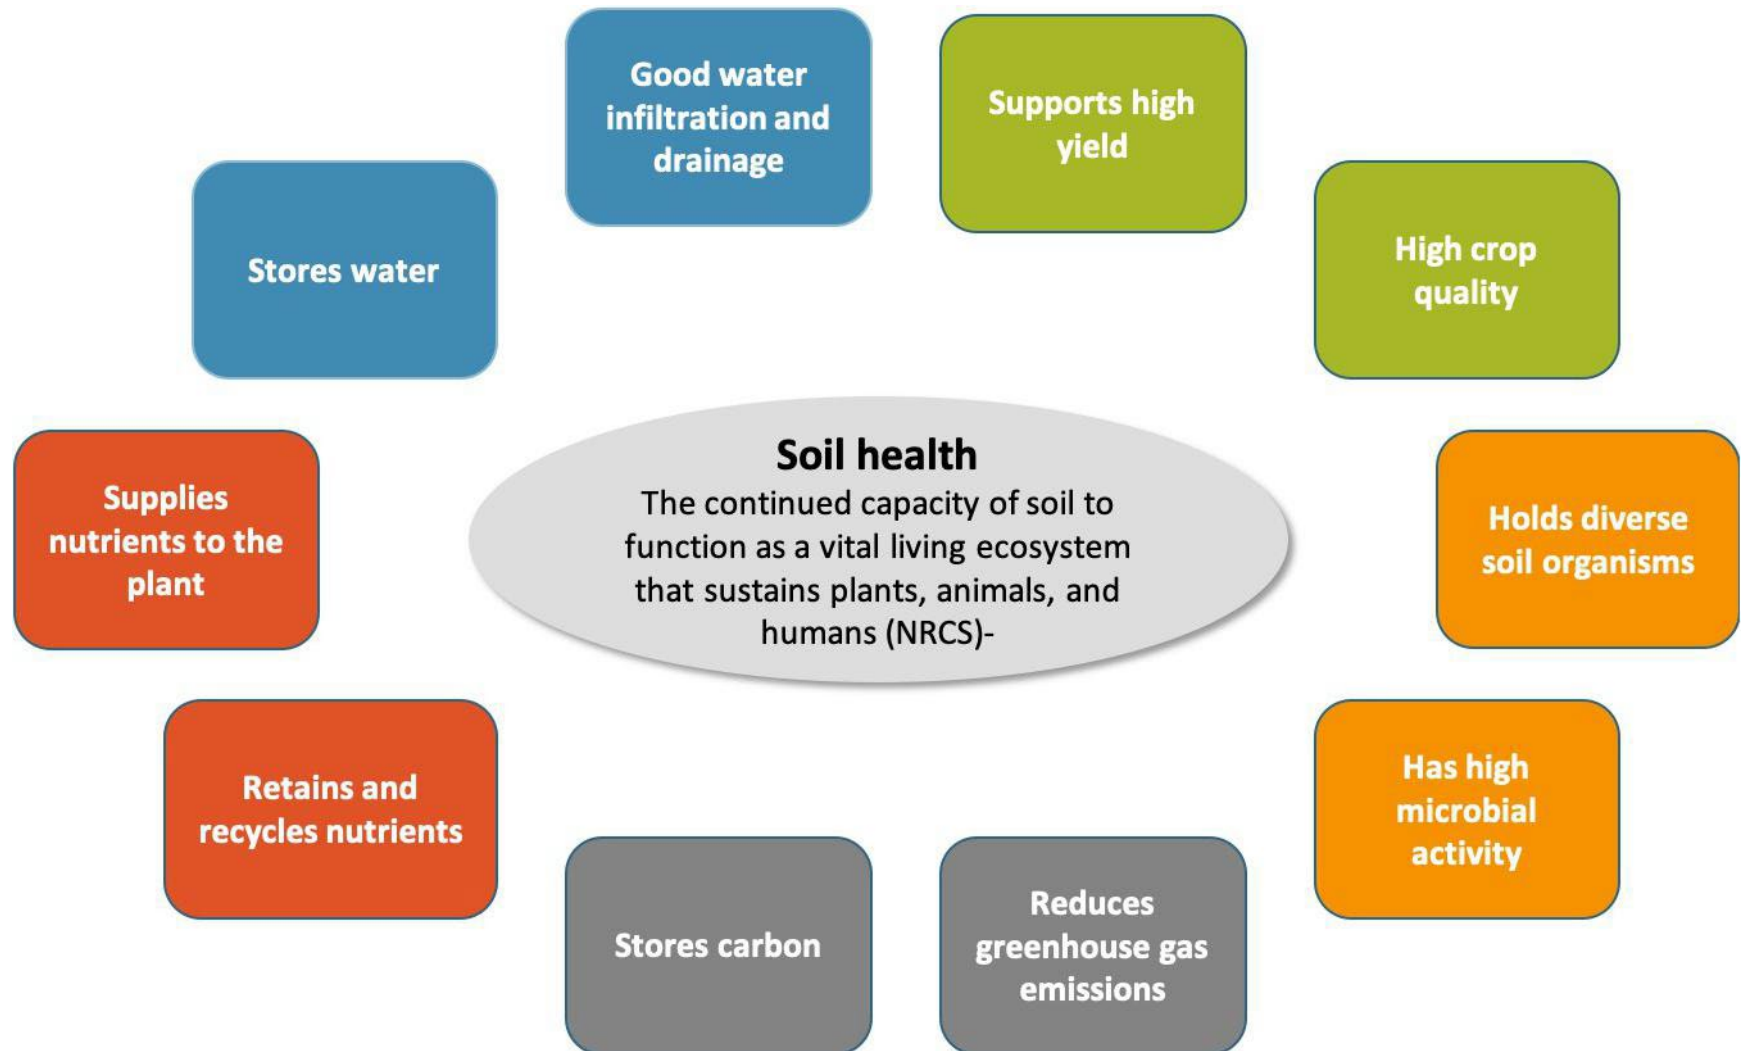 Good water
infiltration and
drainage
Supports high
yield
Stores water
High crop
quality
Soil health
The continued capacity of soil to
function as a vital living ecosystem
that sustains plants, animals, and
humans (NRCS)-
Supplies
nutrients to the
plant
Holds diverse
soil organisms
Retains and
recycles nutrients
Has high
microbial
activity
Stores carbon
Reduces
greenhouse gas
emissions